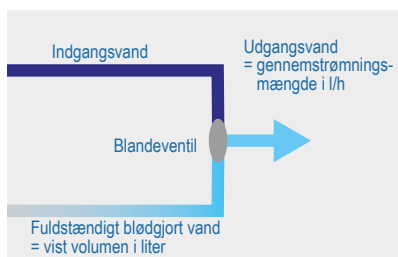 Indgangsvand
Udgangsvand
= gennemstrømnings-
mængde i l/h
Blandeventil
Fuldstændigt blødgjort vand
= vist volumen i liter